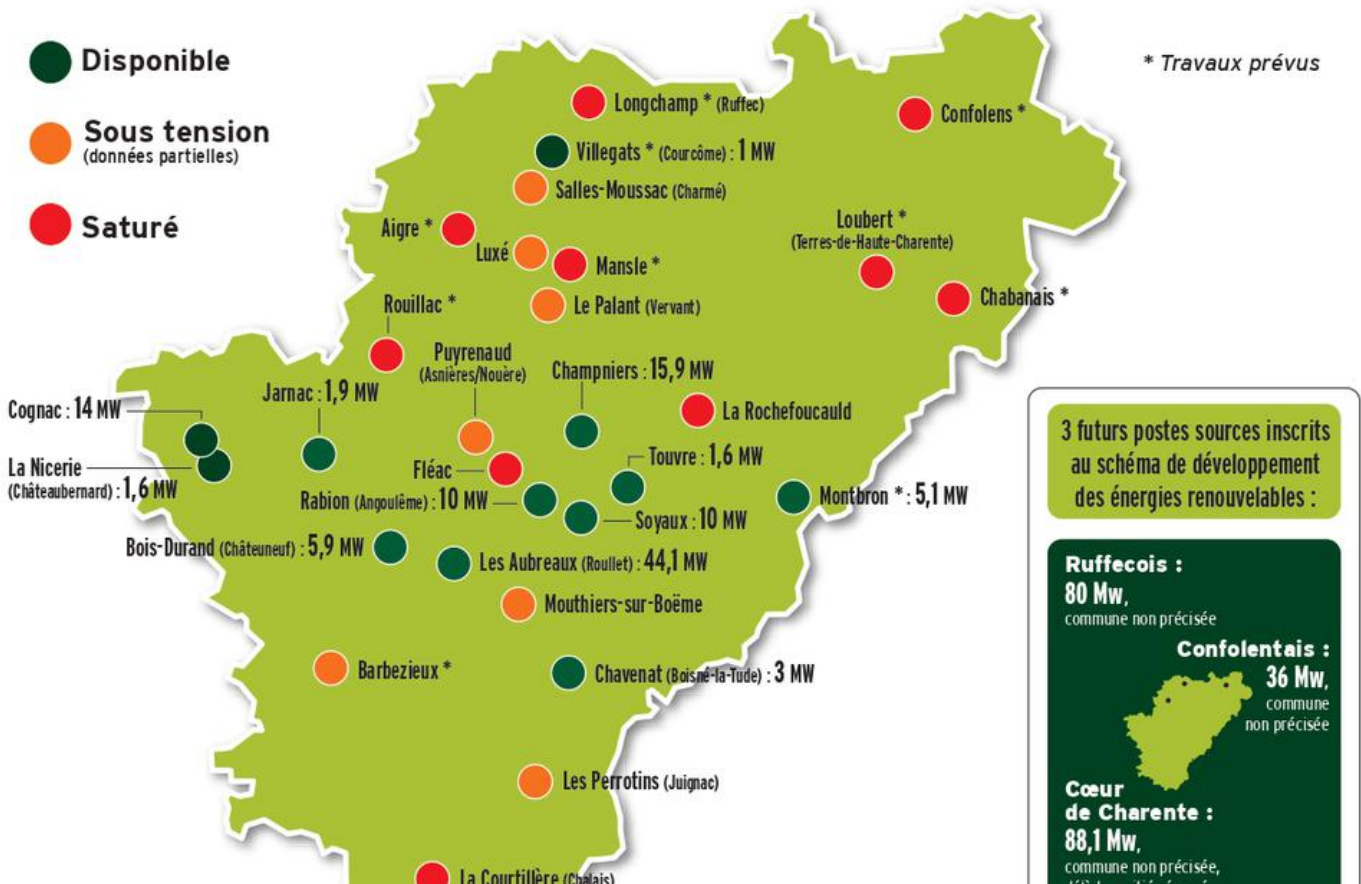 Disponible
Sous tension
(données partielles)
Saturé
* Travaux prévus
Longchamp * (Ruffec)
Confolens *
Villegats * (Courcôme) : 1 MW
Salles-Moussac (Charmé)
Aigre *
Loubert *
(Terres-de-Haute-Charente)
Luxé
Mansle *
Chabanais *
Le Palant (Vervant)
Rouillac *
Puyrenaud
(Asnières/Nouère)
Champniers : 15,9 MW
Jarnac : 1,9 MW
Cognac : 14 MW
La Rochefoucauld
La Nicerie
(Châteaubernard) : 1,6 MW
Fléac
Touvre : 1,6 MW
Rabion (Angoulême) : 10 MW
Montbron * : 5,1 MW
Soyaux : 10 MW
Bois-Durand (Châteuneuf) : 5,9 MW
Les Aubreaux (Roullet) : 44,1 MW
Mouthiers-sur-Boëme
Barbezieux *
Chavenat (Boisné-la-Tude) : 3 MW
Les Perrotins (Juignac)
La Courtillère (Chalais)
3 futurs postes sources inscrits
au schéma de développement
des énergies renouvelables :
Ruffecois :
80 Mw,
commune non précisée
Confolentais :
36 Mw,
commune
non précisée
Cœur
de Charente :
88,1 Mw,
commune non précisée,